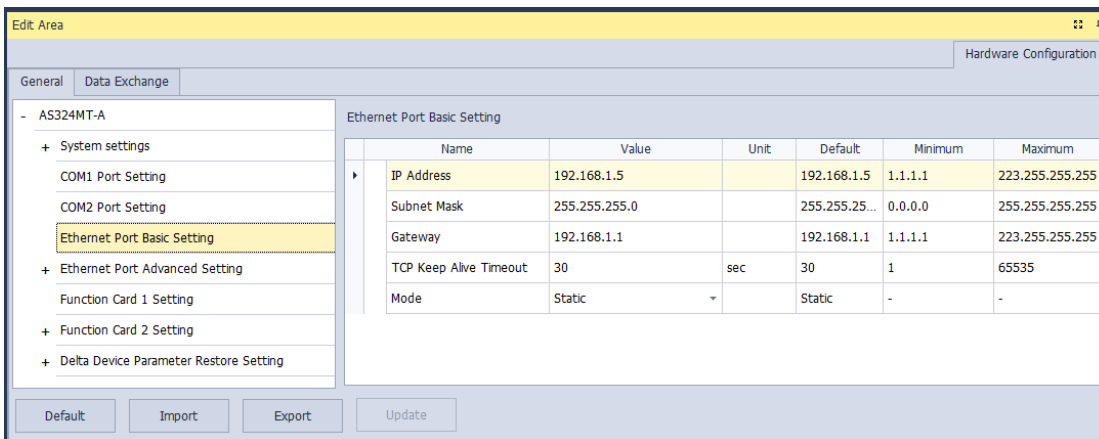 Edit Area
Hardware Configuration
General Data Exchange
- AS324MT-A
+ System settings
COM1 Port Setting
COM2 Port Setting
Ethernet Port Basic Setting
+ Ethernet Port Advanced Setting
Function Card 1 Setting
+ Function Card 2 Setting
+ Delta Device Parameter Restore Setting
Ethernet Port Basic Setting
Name Value Unit Default Minimum Maximum
IP Address 192.168.1.5 192.168.1.5 1.1.1.1 223.255.255.255
Subnet Mask 255.255.255.0 255.255.25... 0.0.0.0 255.255.255.255
Gateway 192.168.1.1 192.168.1.1 1.1.1.1 223.255.255.255
TCP Keep Alive Timeout 30 sec 30 1 65535
Mode Static Static - -
Default Import Export Update